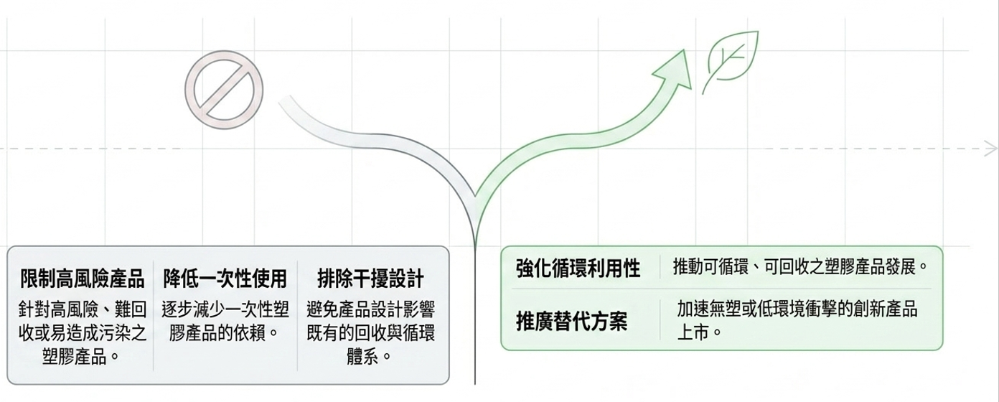 限制高風險產品
針對高風險、難回
收或易造成污染之
塑膠產品。
降低一次性使用
逐步減少一次性塑
膠產品的依賴。
排除干擾設計
避免產品設計影響
既有的回收與循環
體系。
強化循環利用性
推動可循環、可回收之塑膠產品發展。
推廣替代方案
加速無塑或低環境衝擊的創新產品
上市。